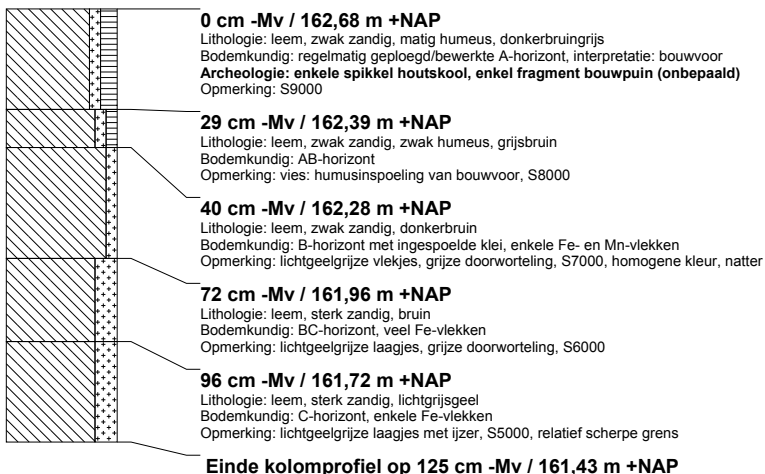 0 cm -Mv / 162,68 m +NAP
Lithologie: leem, zwak zandig, matig humeus, donkerbruingrijs
Bodemkundig: regelmatig geploegd/bewerkte A-horizont, interpretatie: bouwvoor
Archeologie: enkele spikkel houtskool, enkel fragment bouwpuin (onbepaald)
Opmerking: S9000
29 cm -Mv / 162,39 m +NAP
Lithologie: leem, zwak zandig, zwak humeus, grijsbruin
Bodemkundig: AB-horizont
Opmerking: vies: humusinspoeling van bouwvoor, S8000
40 cm -Mv / 162,28 m +NAP
Lithologie: leem, zwak zandig, donkerbruin
Bodemkundig: B-horizont met ingespoelde klei, enkele Fe- en Mn-vlekken
Opmerking: lichtgeelgrijze vlekjes, grijze doorworteling, S7000, homogene kleur, natter
72 cm -Mv / 161,96 m +NAP
Lithologie: leem, sterk zandig, bruin
Bodemkundig: BC-horizont, veel Fe-vlekken
Opmerking: lichtgeelgrijze laagjes, grijze doorworteling, S6000
96 cm -Mv / 161,72 m +NAP
Lithologie: leem, sterk zandig, lichtgrijsgeel
Bodemkundig: C-horizont, enkele Fe-vlekken
Opmerking: lichtgeelgrijze laagjes met ijzer, S5000, relatief scherpe grens
Einde kolomprofiel op 125 cm -Mv / 161,43 m +NAP